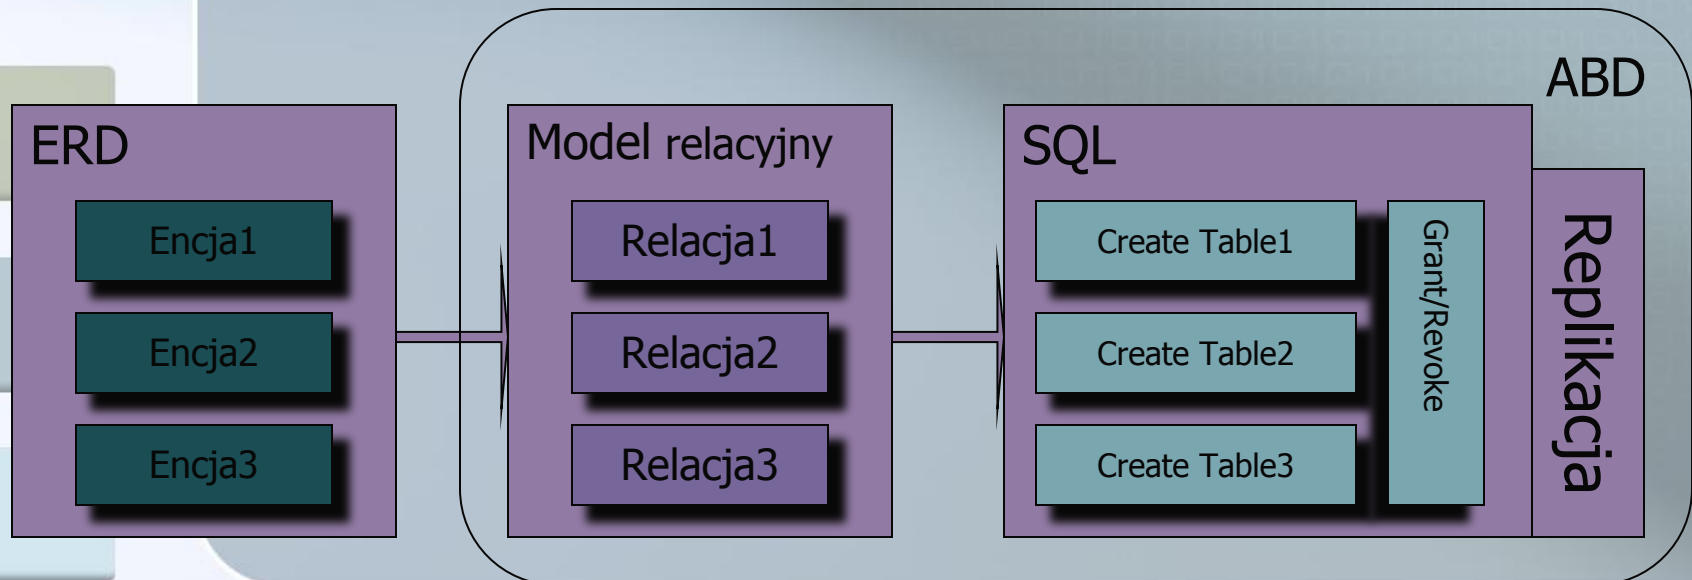 ABD
ERD
Encja1
Encja2
Encja3
Model relacyjny
Relacja1
Relacja2
Relacja3
SQL
Create Table1
Create Table2
Create Table3
Grant/Revoke
Replikacja